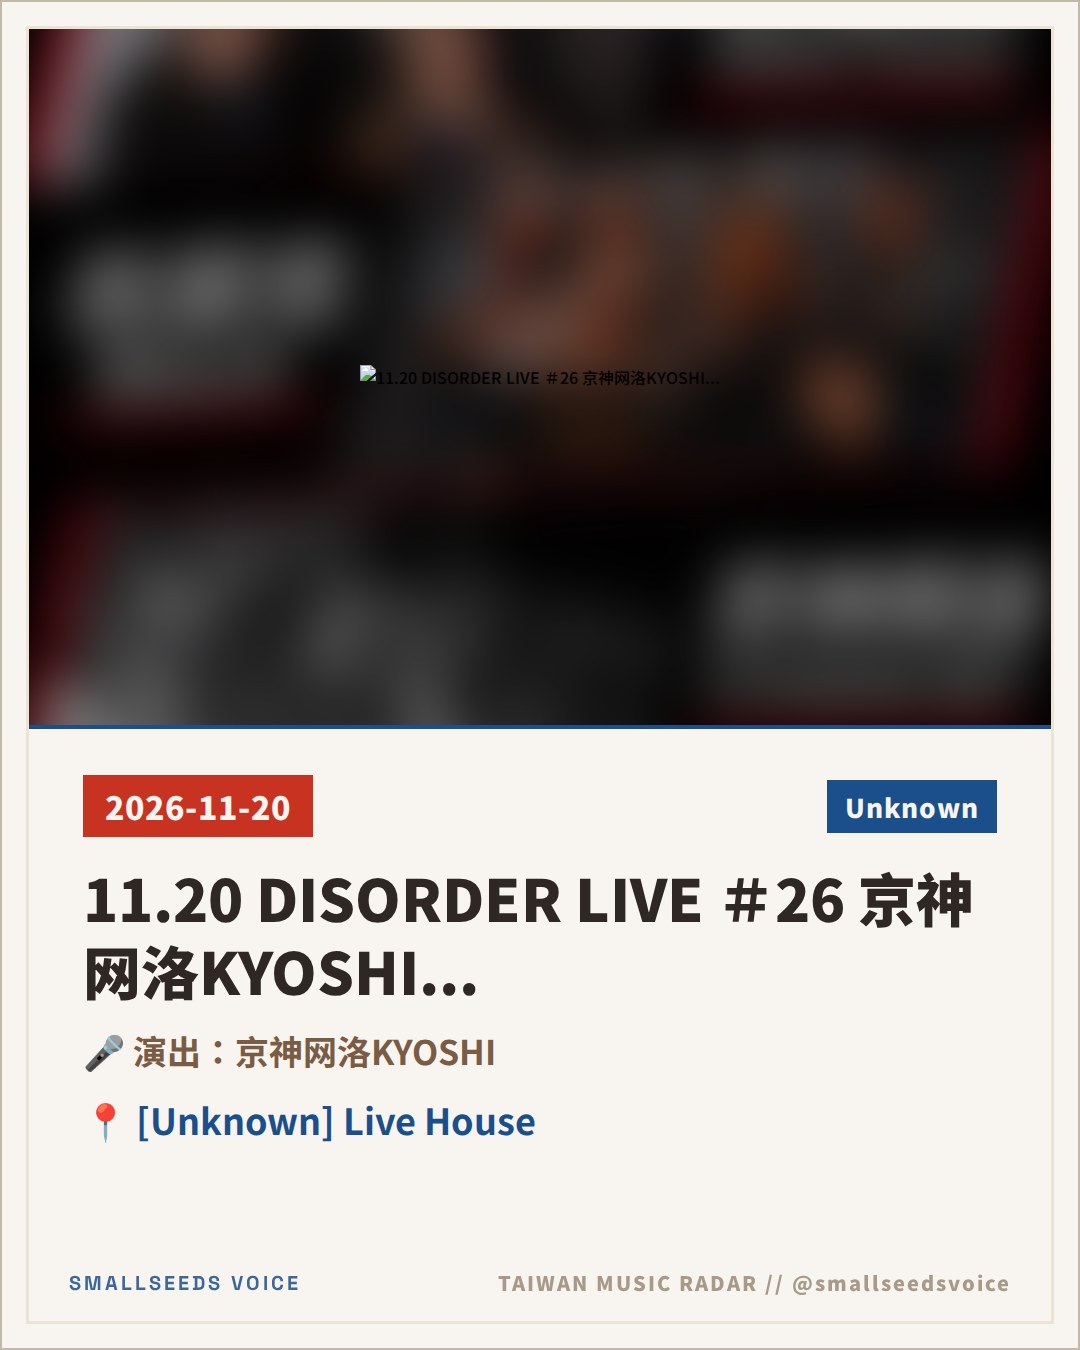 11.20 DISORDER LIVE ＃26 京神网洛KYOSHI...
2026-11-20
Unknown
11.20 DISORDER LIVE ＃26 京神
网洛KYOSHI...
🎤 演出：京神网洛KYOSHI
📍 [Unknown] Live House
SMALLSEEDS VOICE
TAIWAN MUSIC RADAR // @smallseedsvoice